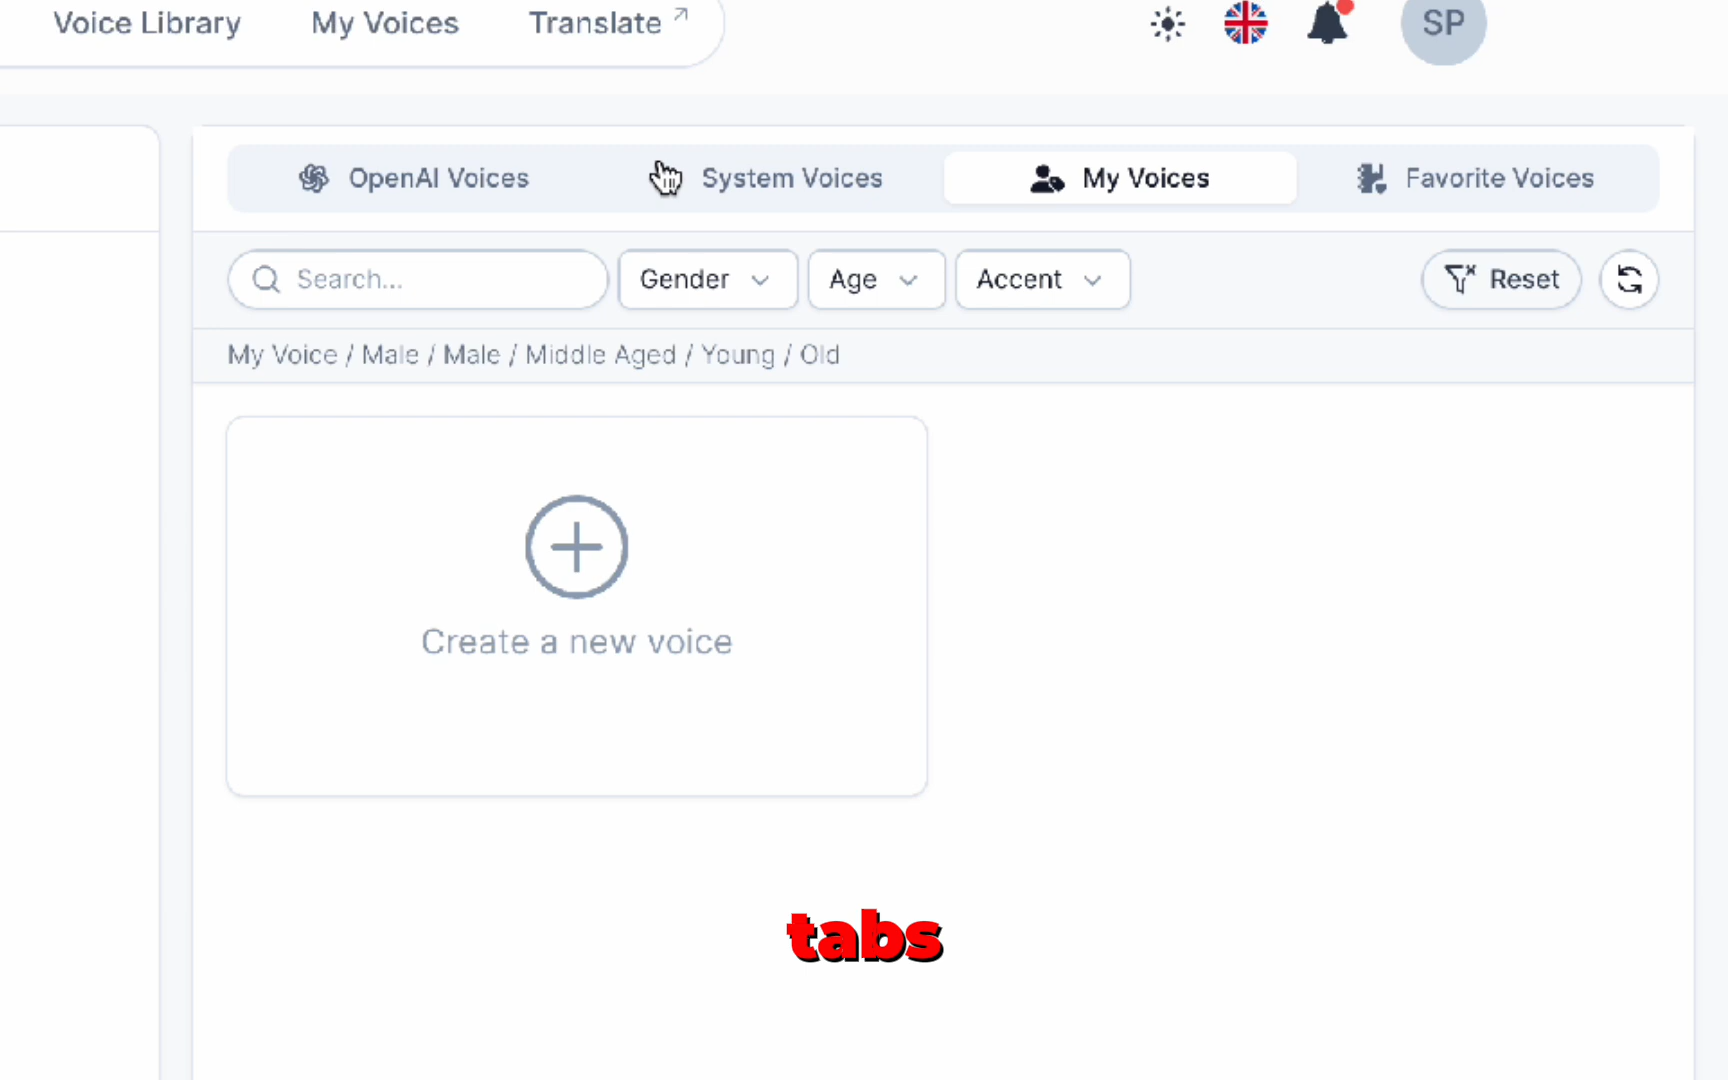 Voice Library My Voices Translate
SP
OpenAI Voices System Voices My Voices Favorite Voices
Search... Gender Age Accent Reset
My Voice / Male / Male / Middle Aged / Young / Old
Create a new voice
tabs